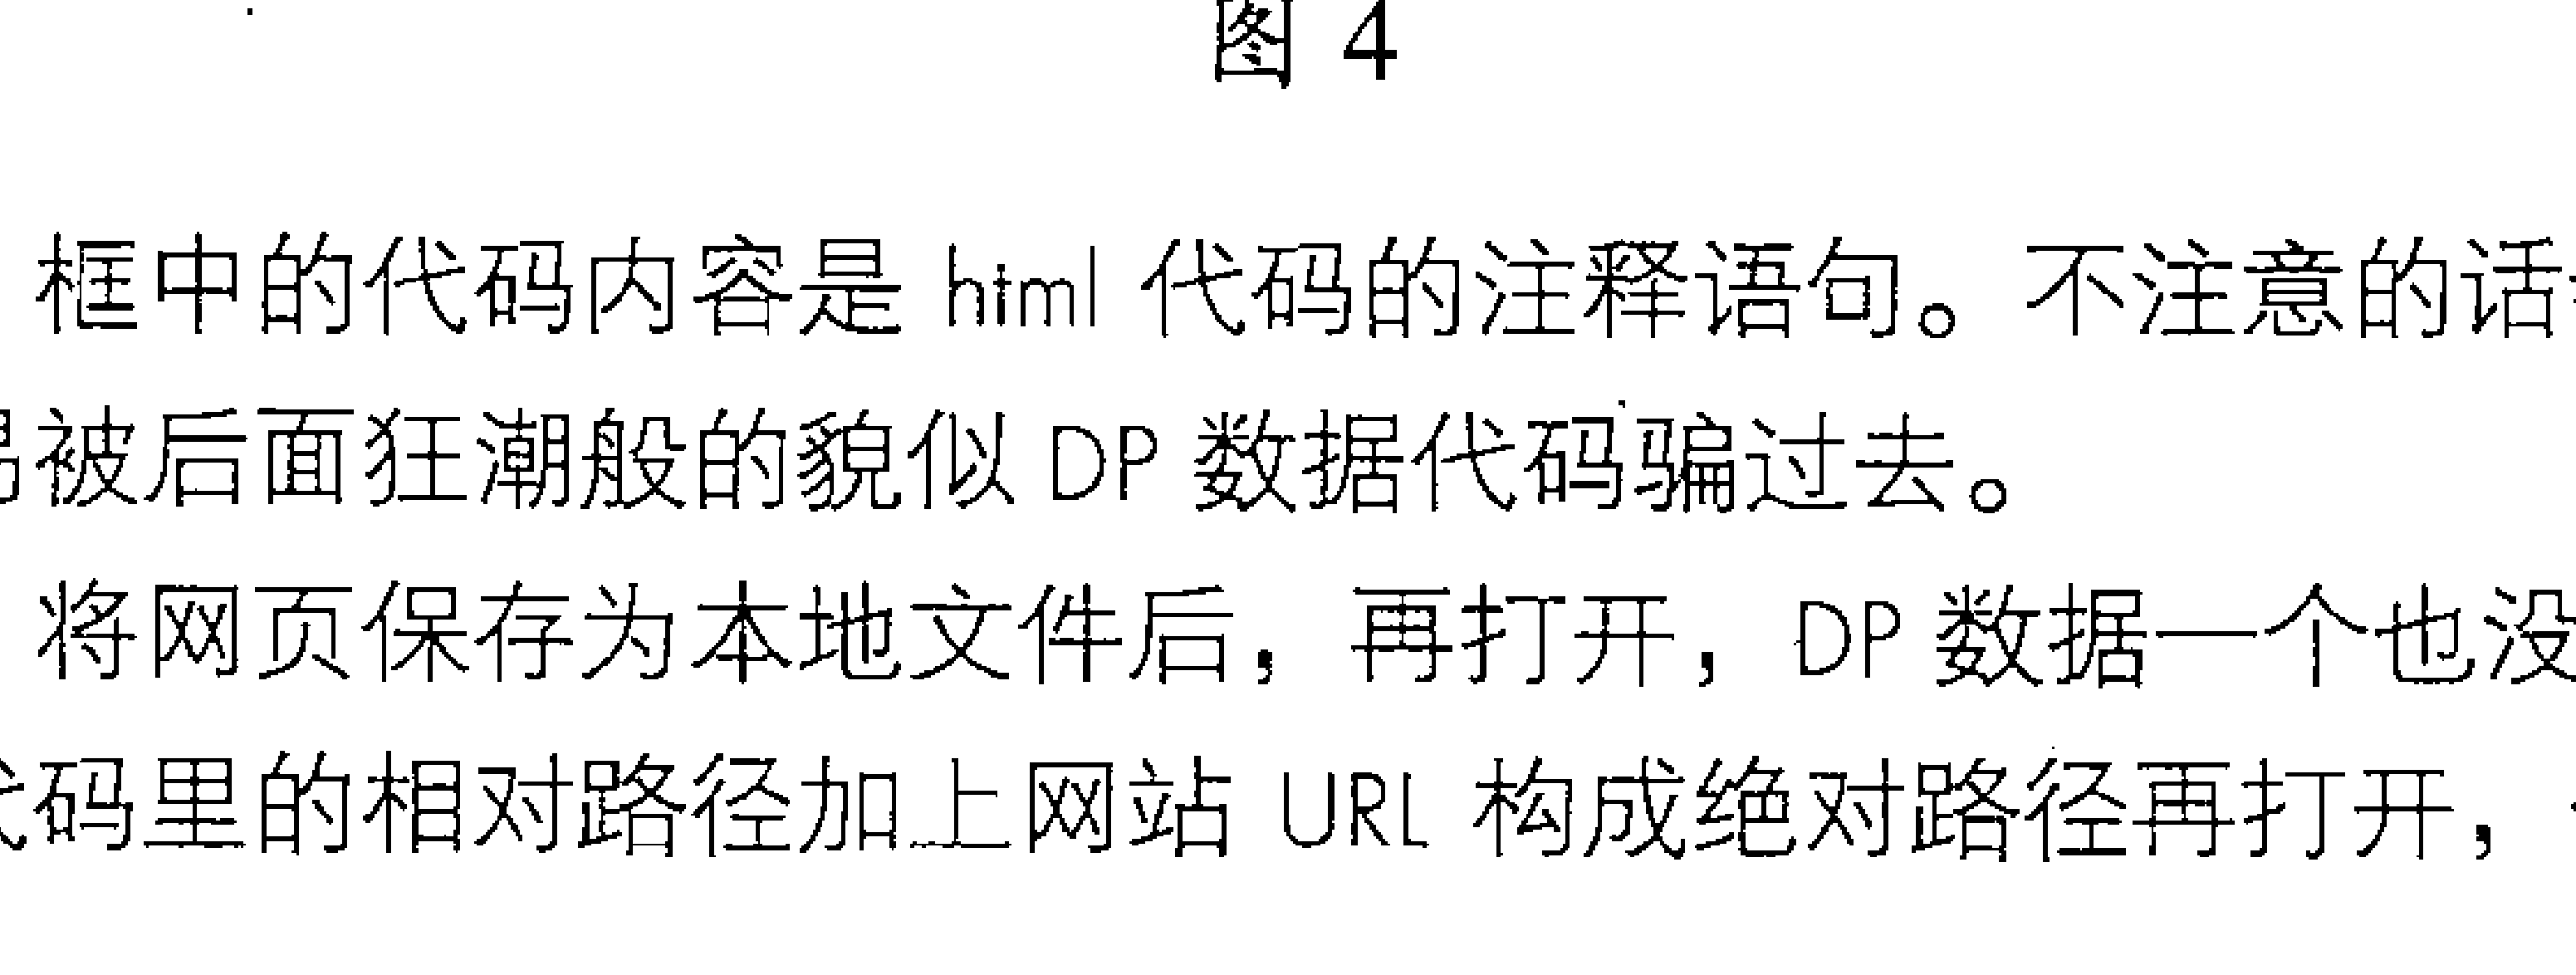 图 4
框中的代码内容是 html 代码的注释语句。不注意的话
被后面狂潮般的貌似 DP 数据代码骗过去。
将网页保存为本地文件后，再打开，DP 数据一个也没
码里的相对路径加上网站 URL 构成绝对路径再打开，